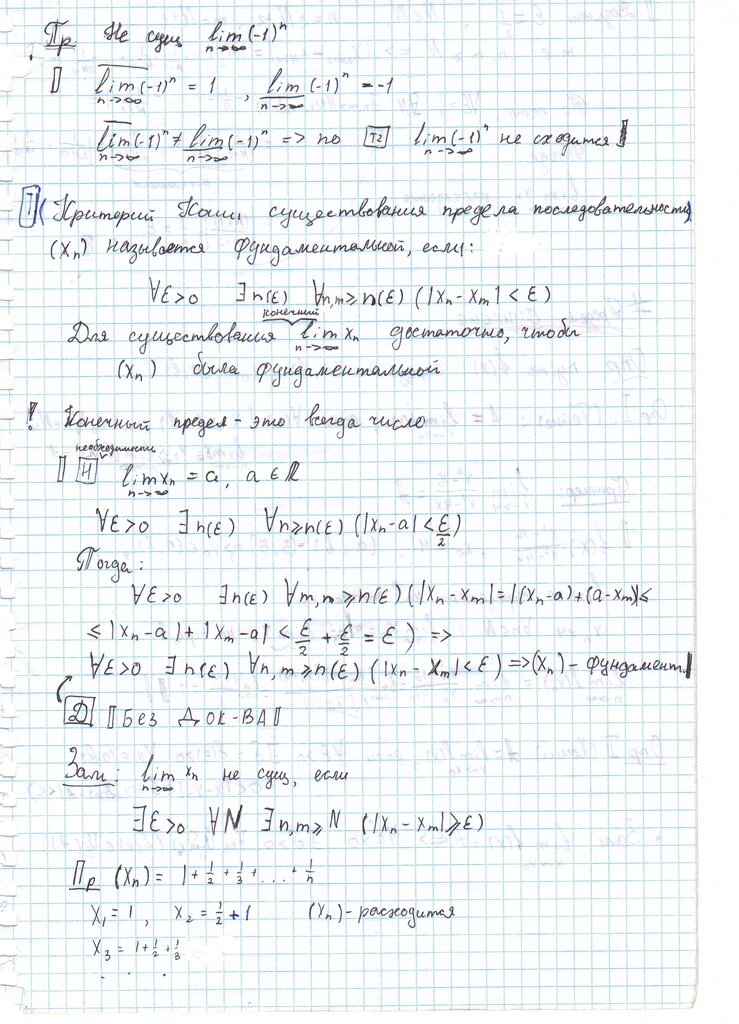 Пр Не сущ lim(-1)ⁿ n→∞
lim(-1)ⁿ = 1 n→∞ , lim(-1)ⁿ = -1 n→∞
lim(-1)ⁿ ≠ lim(-1)ⁿ => по T2 lim(-1)ⁿ не сходится n→∞
T (Критерий Коши, существования предела последовательности)
(xₙ) называется фундаментальной, если:
∀ε>0 ∃n(ε) ∀n,m≥n(ε) (|xₙ-xₘ|<ε)
конечный
Для существования lim xₙ достаточно, чтобы n→∞
(xₙ) была фундаментальной
! Конечный предел - это всегда число
необходимости
Н lim xₙ = a, a∈ℝ n→∞
∀ε>0 ∃n(ε) ∀n≥n(ε) (|xₙ-a|<ε/2)
Тогда:
∀ε>0 ∃n(ε) ∀m,n≥n(ε) (|xₙ-xₘ|=|(xₙ-a)+(a-xₘ)|≤
≤|xₙ-a|+|xₘ-a|<ε/2+ε/2=ε) =>
∀ε>0 ∃n(ε) ∀n,m≥n(ε) (|xₙ-xₘ|<ε) =>(xₙ)-фундамент.
Д Без ДОК-ВА
Зам: lim xₙ не сущ, если n→∞
∃ε>0 ∀N ∃n,m≥N (|xₙ-xₘ|≥ε)
Пр (xₙ) = 1+1/2+1/3+...+1/n
x₁=1, x₂=1/2+1 (xₙ)-расходится
x₃=1+1/2+1/3
. . .